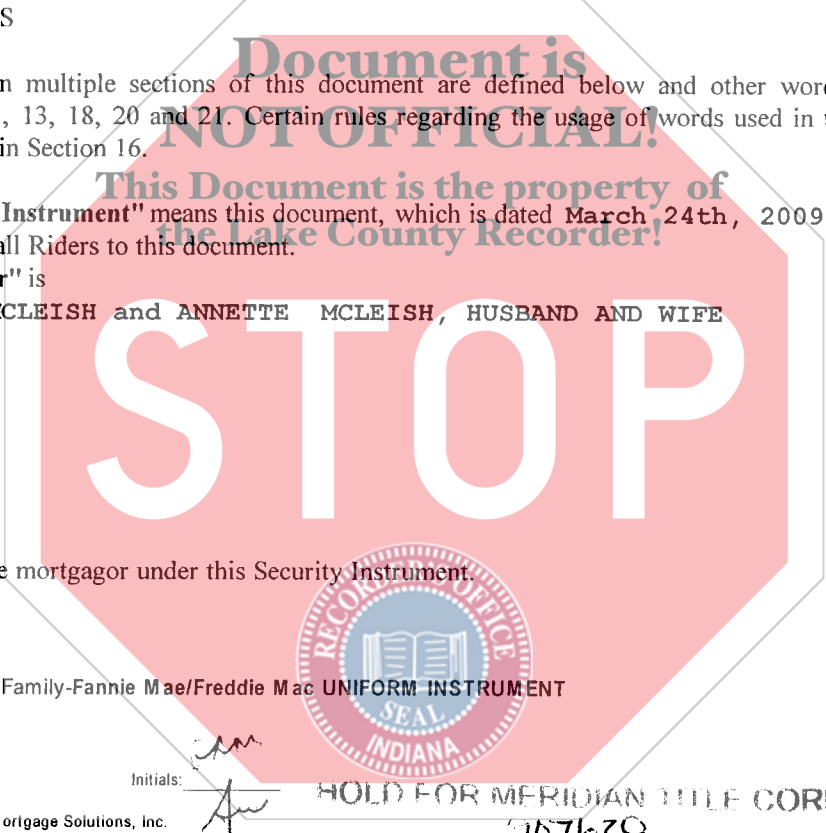 S
Document is
n multiple sections of this document are defined below and other
, 13, 18, 20 and 21. Certain rules regarding the usage of words used in
NOT OFFICIAL!
in Section 16.
This Document is the property of
Instrument" means this document, which is dated March 24th, 2009
the Lake County Recorder!
all Riders to this document.
r" is
CLEISH and ANNETTE MCLEISH, HUSBAND AND WIFE
STOP
e mortgagor under this Security Instrument.
RECORDER'S OFFICE
Family-Fannie Mae/Freddie Mac UNIFORM INSTRUMENT
SEAL
INDIANA
Initials:
HOLD FOR MERIDIAN TITLE COR
ortgage Solutions, Inc.